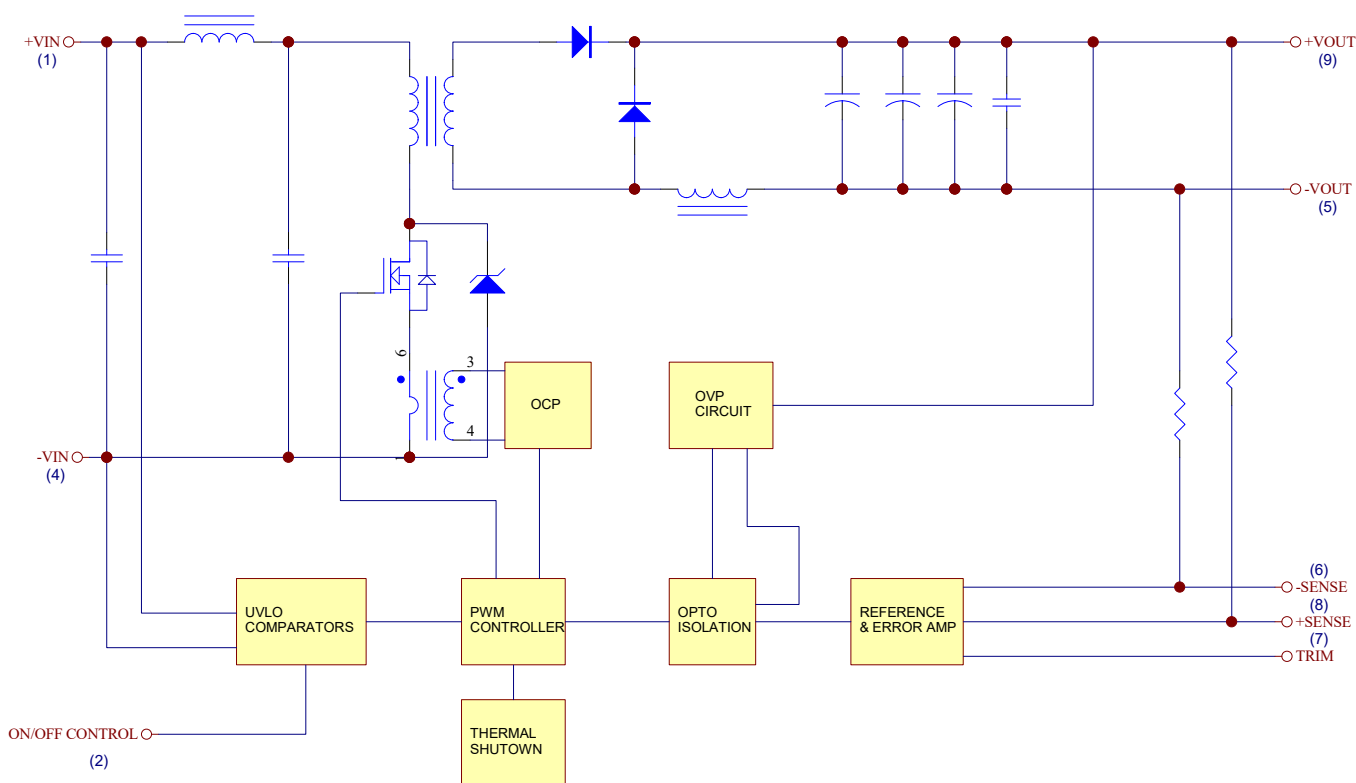 +VIN
(1)
+VOUT
(9)
-VOUT
(5)
6
3
4
OCP
OVP
CIRCUIT
-VIN
(4)
UVLO
COMPARATORS
PWM
CONTROLLER
OPTO
ISOLATION
REFERENCE
& ERROR AMP
(6)
-SENSE
(8)
+SENSE
(7)
TRIM
THERMAL
SHUTOWN
ON/OFF CONTROL
(2)